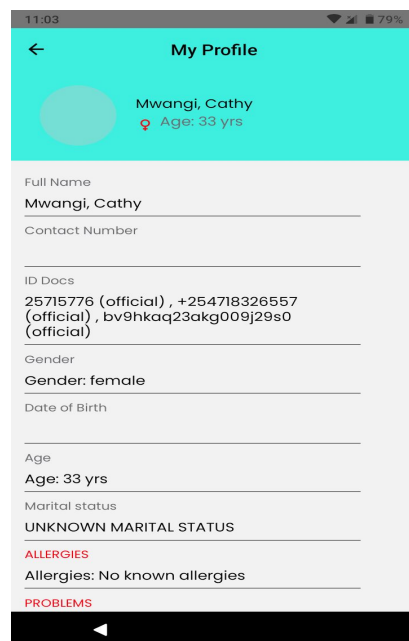 11:03 79%
My Profile
Mwangi, Cathy
Age: 33 yrs
Full Name
Mwangi, Cathy
Contact Number
ID Docs
25715776 (official) , +254718326557
(official) , bv9hkaq23akg009j29s0
(official)
Gender
Gender: female
Date of Birth
Age
Age: 33 yrs
Marital status
UNKNOWN MARITAL STATUS
ALLERGIES
Allergies: No known allergies
PROBLEMS